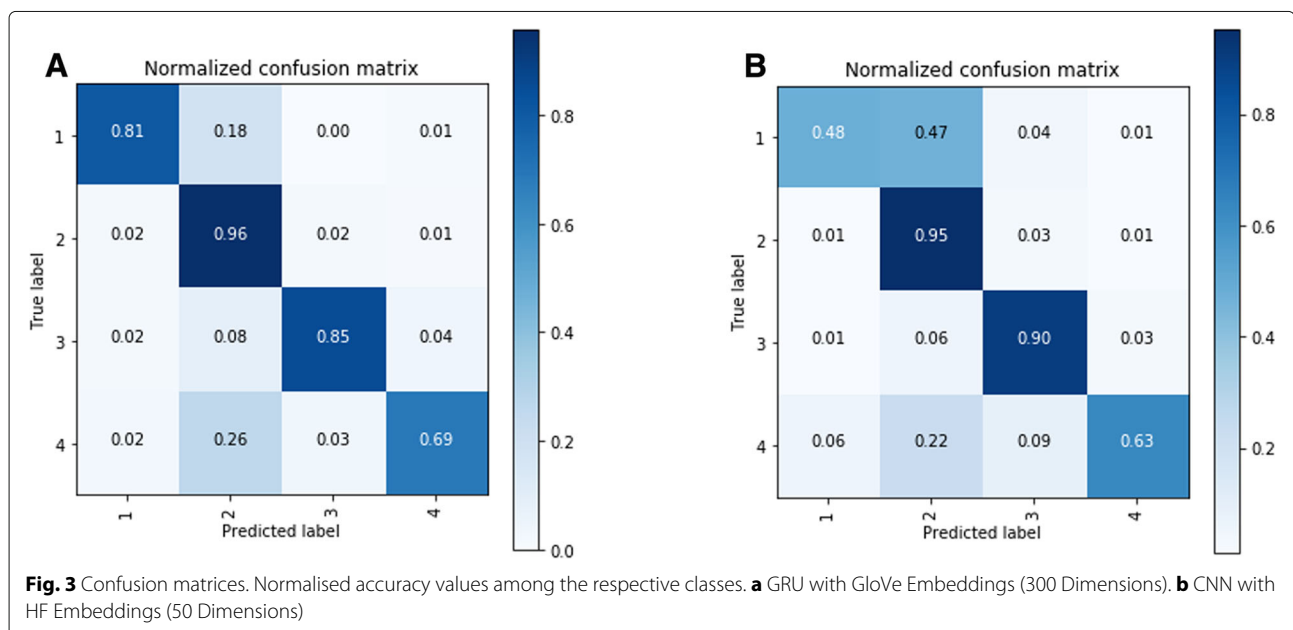 A
Normalized confusion matrix
True label
1 0.81 0.18 0.00 0.01
2 0.02 0.96 0.02 0.01
3 0.02 0.08 0.85 0.04
4 0.02 0.26 0.03 0.69
1 2 3 4
Predicted label
0.8
0.6
0.4
0.2
0.0
B
Normalized confusion matrix
True label
1 0.48 0.47 0.04 0.01
2 0.01 0.95 0.03 0.01
3 0.01 0.06 0.90 0.03
4 0.06 0.22 0.09 0.63
1 2 3 4
Predicted label
0.8
0.6
0.4
0.2
Fig. 3 Confusion matrices. Normalised accuracy values among the respective classes. a GRU with GloVe Embeddings (300 Dimensions). b CNN with
HF Embeddings (50 Dimensions)